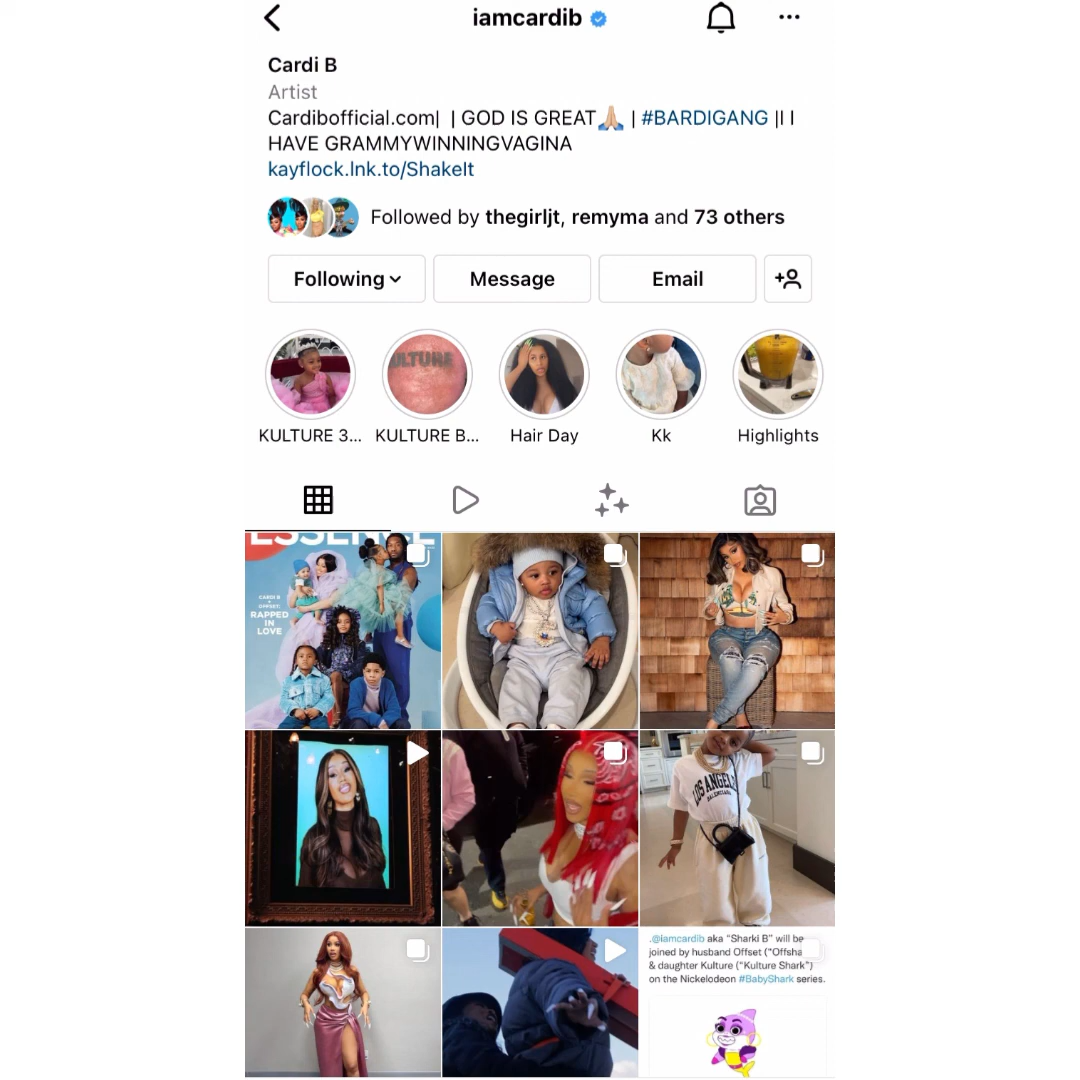 iamcardib
Cardi B
Artist
Cardibofficial.com| | GOD IS GREAT🙏🏼 | #BARDIGANG |I I
HAVE GRAMMYWINNINGVAGINA
kayflock.lnk.to/ShakeIt
Followed by thegirljt, remyma and 73 others
Following Message Email
ULTURE
KULTURE 3... KULTURE B... Hair Day Kk Highlights
ESSENCE
CARDI B
+
OFFSET:
RAPPED
IN
LOVE
LOS ANGELES
BALENCIAGA
.@iamcardib aka “Sharki B” will be
joined by husband Offset (“Offsha
& daughter Kulture (“Kulture Shark”)
on the Nickelodeon #BabyShark series.